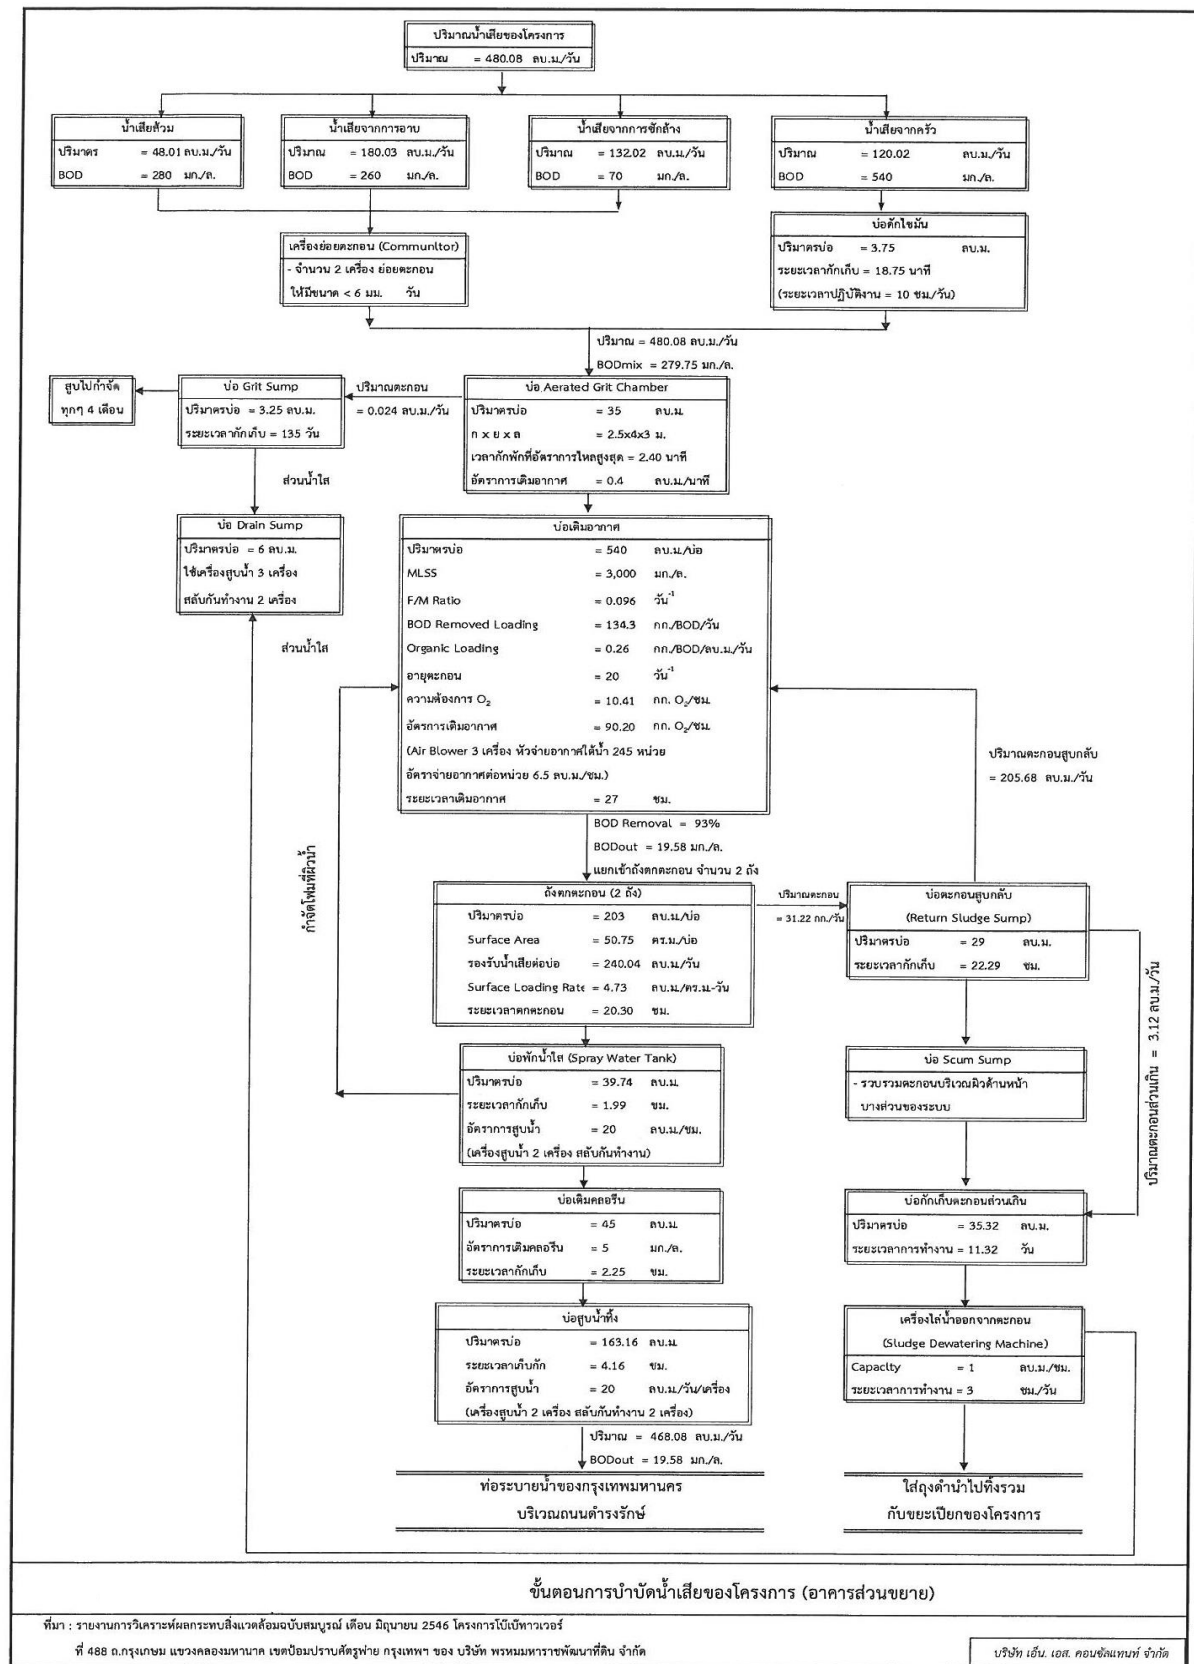 ปริมาณน้ำเสียของโครงการ
ปริมาณ = 480.08 ลบ.ม./วัน
น้ำเสียส้วม
ปริมาตร = 48.01 ลบ.ม./วัน
BOD = 280 มก./ล.
น้ำเสียจากการอาบ
ปริมาณ = 180.03 ลบ.ม./วัน
BOD = 260 มก./ล.
น้ำเสียจากการซักล้าง
ปริมาณ = 132.02 ลบ.ม./วัน
BOD = 70 มก./ล.
น้ำเสียจากครัว
ปริมาณ = 120.02 ลบ.ม./วัน
BOD = 540 มก./ล.
เครื่องย่อยตะกอน (Communltor)
- จำนวน 2 เครื่อง ย่อยตะกอน
ให้มีขนาด < 6 มม. วัน
บ่อดักไขมัน
ปริมาตรบ่อ = 3.75 ลบ.ม.
ระยะเวลากักเก็บ = 18.75 นาที
(ระยะเวลาปฏิบัติงาน = 10 ชม./วัน)
ปริมาณ = 480.08 ลบ.ม./วัน
BODmix = 279.75 มก./ล.
สูบไปกำจัด
ทุกๆ 4 เดือน
บ่อ Grit Sump
ปริมาตรบ่อ = 3.25 ลบ.ม.
ระยะเวลากักเก็บ = 135 วัน
ปริมาณตะกอน
= 0.024 ลบ.ม./วัน
บ่อ Aerated Grit Chamber
ปริมาตรบ่อ = 35 ลบ.ม.
ก x ย x ล = 2.5x4x3 ม.
เวลากักพักที่อัตราการไหลสูงสุด = 2.40 นาที
อัตราการเติมอากาศ = 0.4 ลบ.ม./นาที
ส่วนน้ำใส
บ่อ Drain Sump
ปริมาตรบ่อ = 6 ลบ.ม.
ใช้เครื่องสูบน้ำ 3 เครื่อง
สลับกันทำงาน 2 เครื่อง
ส่วนน้ำใส
บ่อเติมอากาศ
ปริมาตรบ่อ = 540 ลบ.ม./บ่อ
MLSS = 3,000 มก./ล.
F/M Ratio = 0.096 วัน⁻¹
BOD Removed Loading = 134.3 กก./BOD/วัน
Organic Loading = 0.26 กก./BOD/ลบ.ม./วัน
อายุตะกอน = 20 วัน⁻¹
ความต้องการ O₂ = 10.41 กก. O₂/ชม.
อัตรการเติมอากาศ = 90.20 กก. O₂/ชม.
(Air Blower 3 เครื่อง หัวจ่ายอากาศใต้น้ำ 245 หน่วย
อัตราจ่ายอากาศต่อหน่วย 6.5 ลบ.ม./ชม.)
ระยะเวลาเติมอากาศ = 27 ชม.
ปริมาณตะกอนสูบกลับ
= 205.68 ลบ.ม./วัน
กำจัดโฟมที่ผิวน้ำ
BOD Removal = 93%
BODout = 19.58 มก./ล.
แยกเข้าถังตกตะกอน จำนวน 2 ถัง
ถังตกตะกอน (2 ถัง)
ปริมาตรบ่อ = 203 ลบ.ม./บ่อ
Surface Area = 50.75 ตร.ม./บ่อ
รองรับน้ำเสียต่อบ่อ = 240.04 ลบ.ม./วัน
Surface Loading Rate = 4.73 ลบ.ม./ตร.ม.-วัน
ระยะเวลาตกตะกอน = 20.30 ชม.
ปริมาณตะกอน
= 31.22 กก./วัน
บ่อตะกอนสูบกลับ
(Return Sludge Sump)
ปริมาตรบ่อ = 29 ลบ.ม.
ระยะเวลากักเก็บ = 22.29 ชม.
ปริมาณตะกอนส่วนเกิน = 3.12 ลบ.ม./วัน
บ่อพักน้ำใส (Spray Water Tank)
ปริมาตรบ่อ = 39.74 ลบ.ม.
ระยะเวลากักเก็บ = 1.99 ชม.
อัตราการสูบน้ำ = 20 ลบ.ม./ชม.
(เครื่องสูบน้ำ 2 เครื่อง สลับกันทำงาน)
บ่อ Scum Sump
- รวบรวมตะกอนบริเวณผิวด้านหน้า
บางส่วนของระบบ
บ่อเติมคลอรีน
ปริมาตรบ่อ = 45 ลบ.ม.
อัตราการเติมคลอรีน = 5 มก./ล.
ระยะเวลากักเก็บ = 2.25 ชม.
บ่อกักเก็บตะกอนส่วนเกิน
ปริมาตรบ่อ = 35.32 ลบ.ม.
ระยะเวลาการทำงาน = 11.32 วัน
บ่อสูบน้ำทิ้ง
ปริมาตรบ่อ = 163.16 ลบ.ม.
ระยะเวลาเก็บกัก = 4.16 ชม.
อัตราการสูบน้ำ = 20 ลบ.ม./วัน/เครื่อง
(เครื่องสูบน้ำ 2 เครื่อง สลับกันทำงาน 2 เครื่อง)
เครื่องไล่น้ำออกจากตะกอน
(Sludge Dewatering Machine)
Capacity = 1 ลบ.ม./ชม.
ระยะเวลาการทำงาน = 3 ชม./วัน
ปริมาณ = 468.08 ลบ.ม./วัน
BODout = 19.58 มก./ล.
ท่อระบายน้ำของกรุงเทพมหานคร
บริเวณถนนดำรงรักษ์
ใส่ถุงดำนำไปทิ้งรวม
กับขยะเปียกของโครงการ
ขั้นตอนการบำบัดน้ำเสียของโครงการ (อาคารส่วนขยาย)
ที่มา : รายงานการวิเคราะห์ผลกระทบสิ่งแวดล้อมฉบับสมบูรณ์ เดือน มิถุนายน 2546 โครงการโบ๊เบ๊ทาวเวอร์
ที่ 488 ถ.กรุงเกษม แขวงคลองมหานาค เขตป้อมปราบศัตรูพ่าย กรุงเทพฯ ของ บริษัท พรหมมหาราชพัฒนาที่ดิน จำกัด
บริษัท เอ็น. เอส. คอนซัลแทนท์ จำกัด